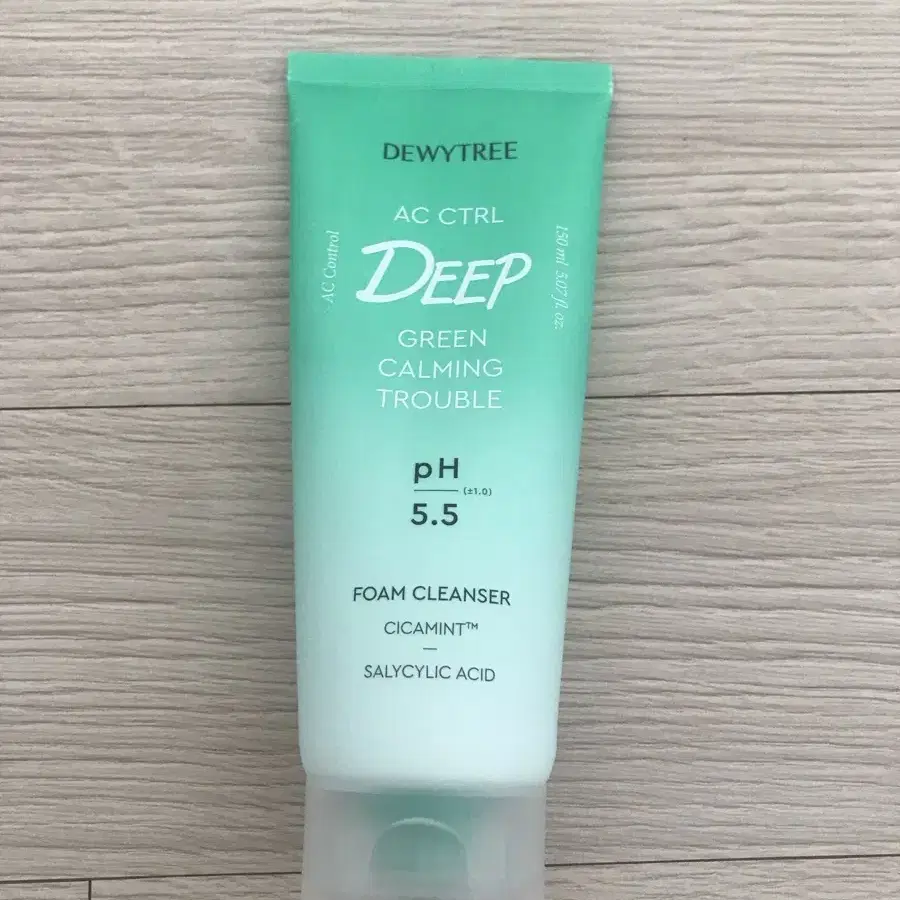 DEWYTREE
AC CTRL
DEEP
AC Control
150 ml 5.07 fl. oz.
GREEN
CALMING
TROUBLE
pH
(±1.0)
5.5
FOAM CLEANSER
CICAMINT™
SALYCYLIC ACID